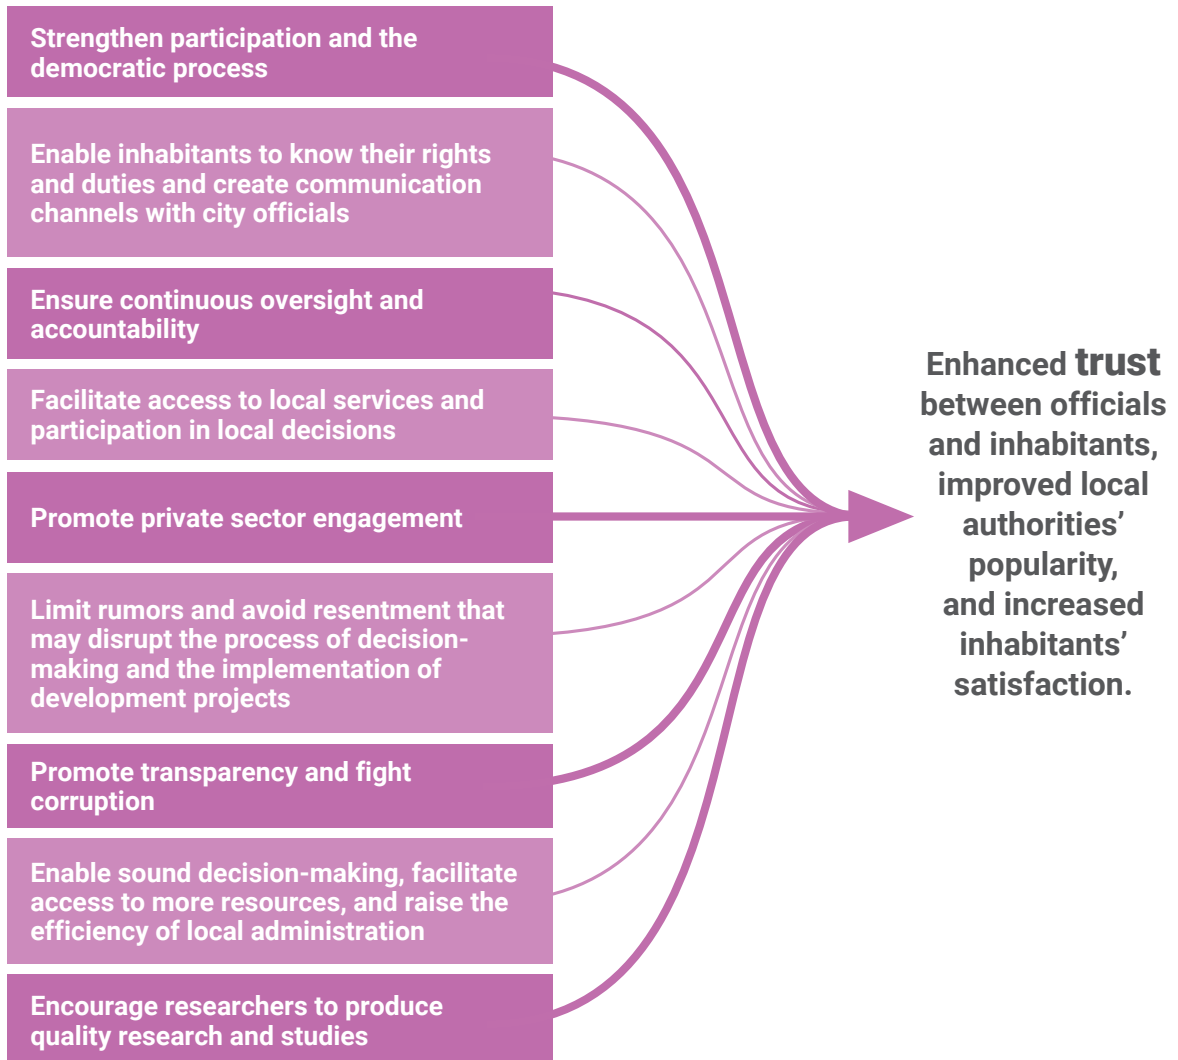 Strengthen participation and the
democratic process
Enable inhabitants to know their rights
and duties and create communication
channels with city officials
Ensure continuous oversight and
accountability
Facilitate access to local services and
participation in local decisions
Promote private sector engagement
Limit rumors and avoid resentment that
may disrupt the process of decision-
making and the implementation of
development projects
Promote transparency and fight
corruption
Enable sound decision-making, facilitate
access to more resources, and raise the
efficiency of local administration
Encourage researchers to produce
quality research and studies
Enhanced trust
between officials
and inhabitants,
improved local
authorities’
popularity,
and increased
inhabitants’
satisfaction.